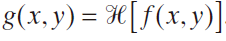 g(x, y) = ℋ[f(x, y)]